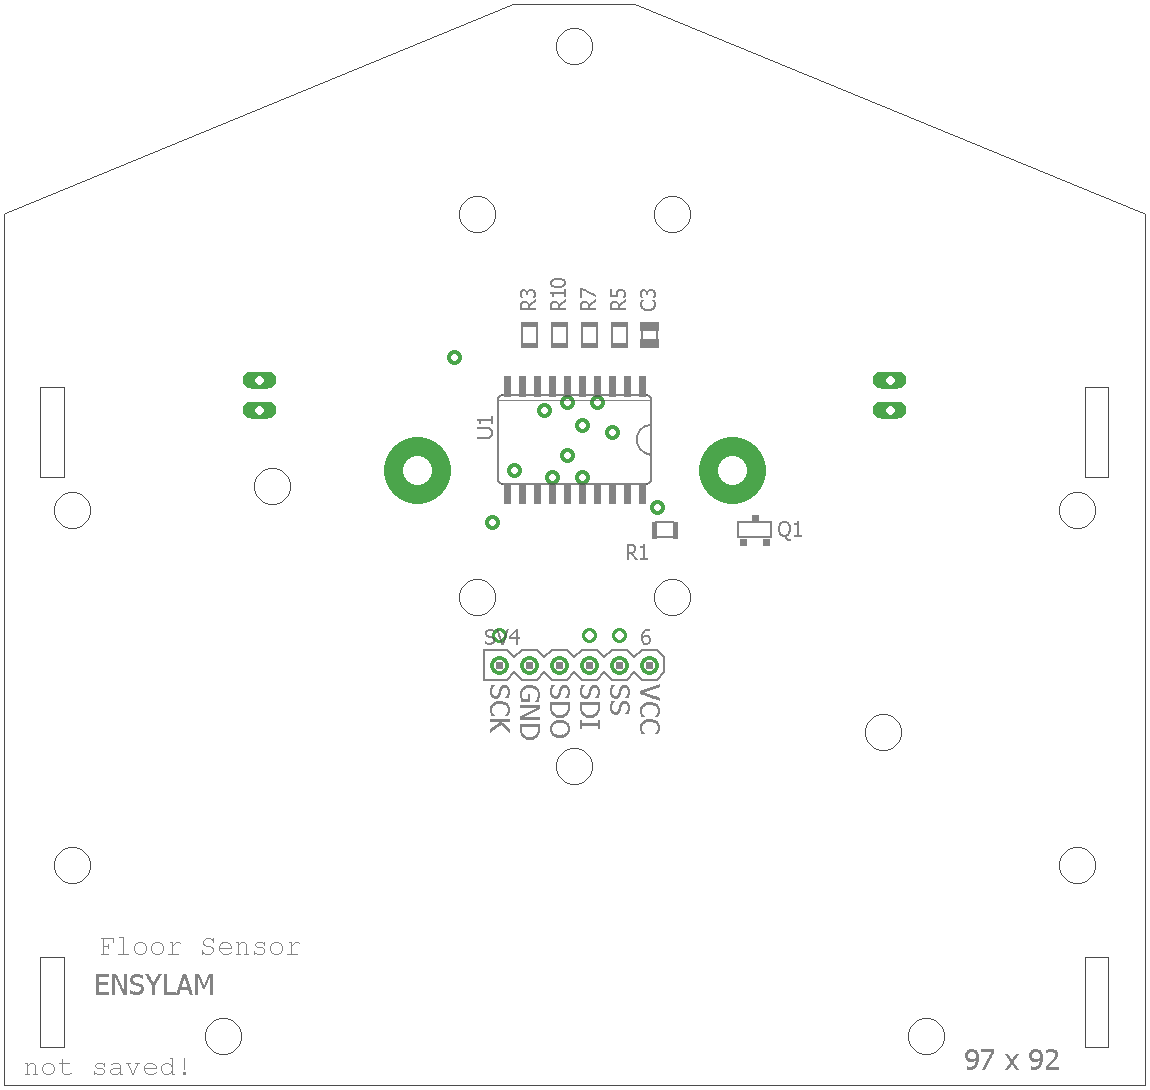 R3 R10 R7 R5 C3
U1
R1 Q1
SV4 6
SCK GND SDO SDI SS VCC
Floor Sensor
ENSYLAM
not saved!
97 x 92